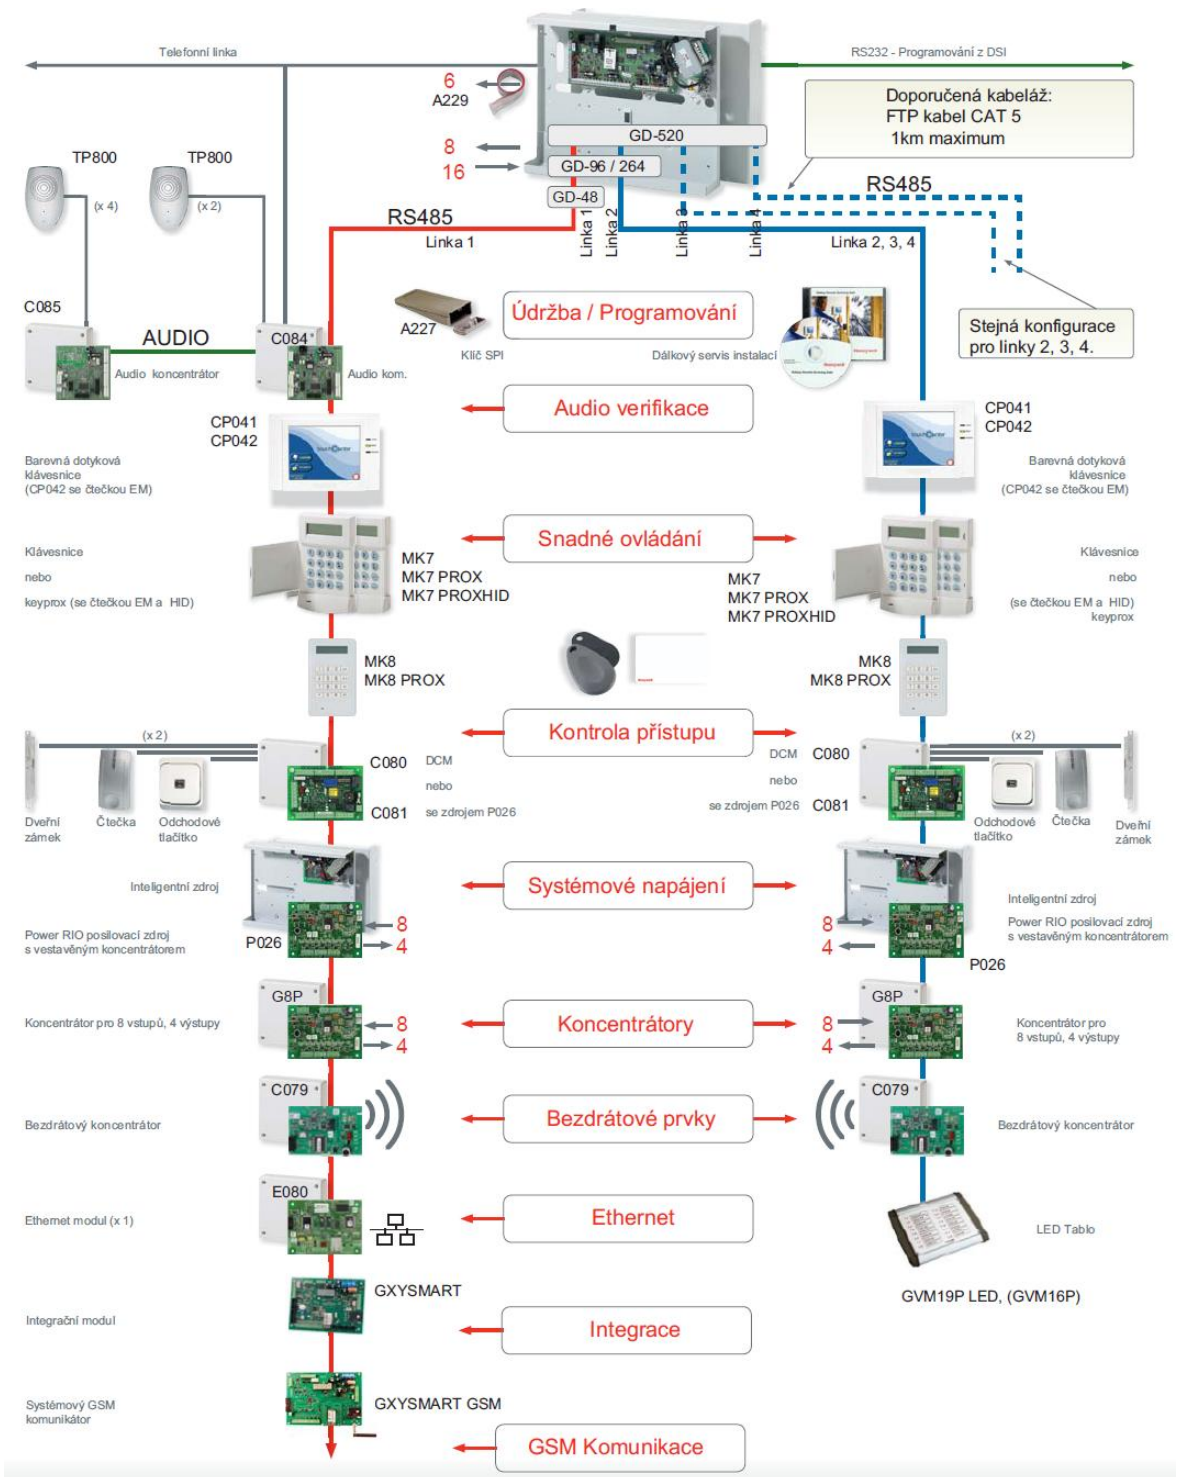 Telefonní linka
RS232 - Programování z DSI
6
A229
Doporučená kabeláž:
FTP kabel CAT 5
1km maximum
GD-520
8
16
GD-96 / 264
GD-48
TP800
TP800
(x 4)
(x 2)
RS485
RS485
Linka 1
Linka 1
Linka 2
Linka 3
Linka 4
Linka 2, 3, 4
C085
AUDIO
C084
Audio koncentrátor
Audio kom.
A227
Klíč SPI
Údržba / Programování
Dálkový servis instalací
Stejná konfigurace
pro linky 2, 3, 4.
Audio verifikace
CP041
CP042
CP041
CP042
Barevná dotyková
klávesnice
(CP042 se čtečkou EM)
Barevná dotyková
klávesnice
(CP042 se čtečkou EM)
Snadné ovládání
Klávesnice
nebo
keyprox (se čtečkou EM a HID)
MK7
MK7 PROX
MK7 PROXHID
MK7
MK7 PROX
MK7 PROXHID
Klávesnice
nebo
(se čtečkou EM a HID)
keyprox
MK8
MK8 PROX
MK8
MK8 PROX
Kontrola přístupu
(x 2)
(x 2)
C080
DCM
nebo
C081
se zdrojem P026
DCM
C080
nebo
se zdrojem P026
C081
Dveřní
zámek
Čtečka
Odchodové
tlačítko
Odchodové
tlačítko
Čtečka
Dveřní
zámek
Systémové napájení
Inteligentní zdroj
Power RIO posilovací zdroj
s vestavěným koncentrátorem
P026
8
4
8
4
Inteligentní zdroj
Power RIO posilovací zdroj
s vestavěným koncentrátorem
P026
G8P
Koncentrátor pro 8 vstupů, 4 výstupy
8
4
Koncentrátory
8
4
G8P
Koncentrátor pro
8 vstupů, 4 výstupy
C079
Bezdrátový koncentrátor
Bezdrátové prvky
C079
Bezdrátový koncentrátor
E080
Ethernet modul (x 1)
Ethernet
LED Tablo
GVM19P LED, (GVM16P)
GXYSMART
Integrační modul
Integrace
Systémový GSM
komunikátor
GXYSMART GSM
GSM Komunikace